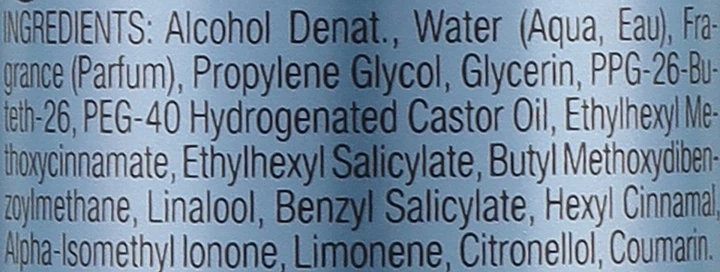 INGREDIENTS: Alcohol Denat., Water (Aqua, Eau), Fra-
grance (Parfum), Propylene Glycol, Glycerin, PPG-26-Bu-
teth-26, PEG-40 Hydrogenated Castor Oil, Ethylhexyl Me-
thoxycinnamate, Ethylhexyl Salicylate, Butyl Methoxydiben-
zoylmethane, Linalool, Benzyl Salicylate, Hexyl Cinnamal,
Alpha-Isomethyl Ionone, Limonene, Citronellol, Coumarin.